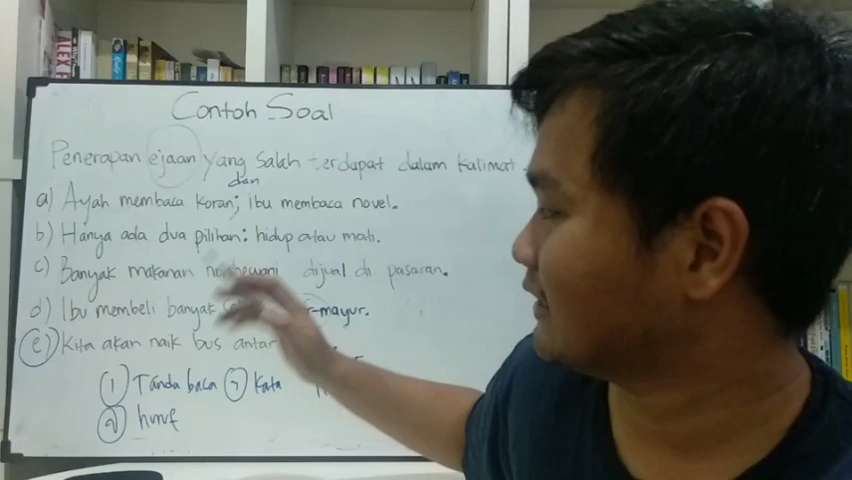 Contoh Soal
Penerapan ejaan yang salah terdapat dalam kalimat
dan
a) Ayah membaca koran; ibu membaca novel.
b) Hanya ada dua pilihan: hidup atau mati.
c) Banyak makanan dijual di pasaran.
d) Ibu membeli banyak r-mayur.
e) Kita akan naik bus antar
1 Tanda baca 3 Kata
2 huruf